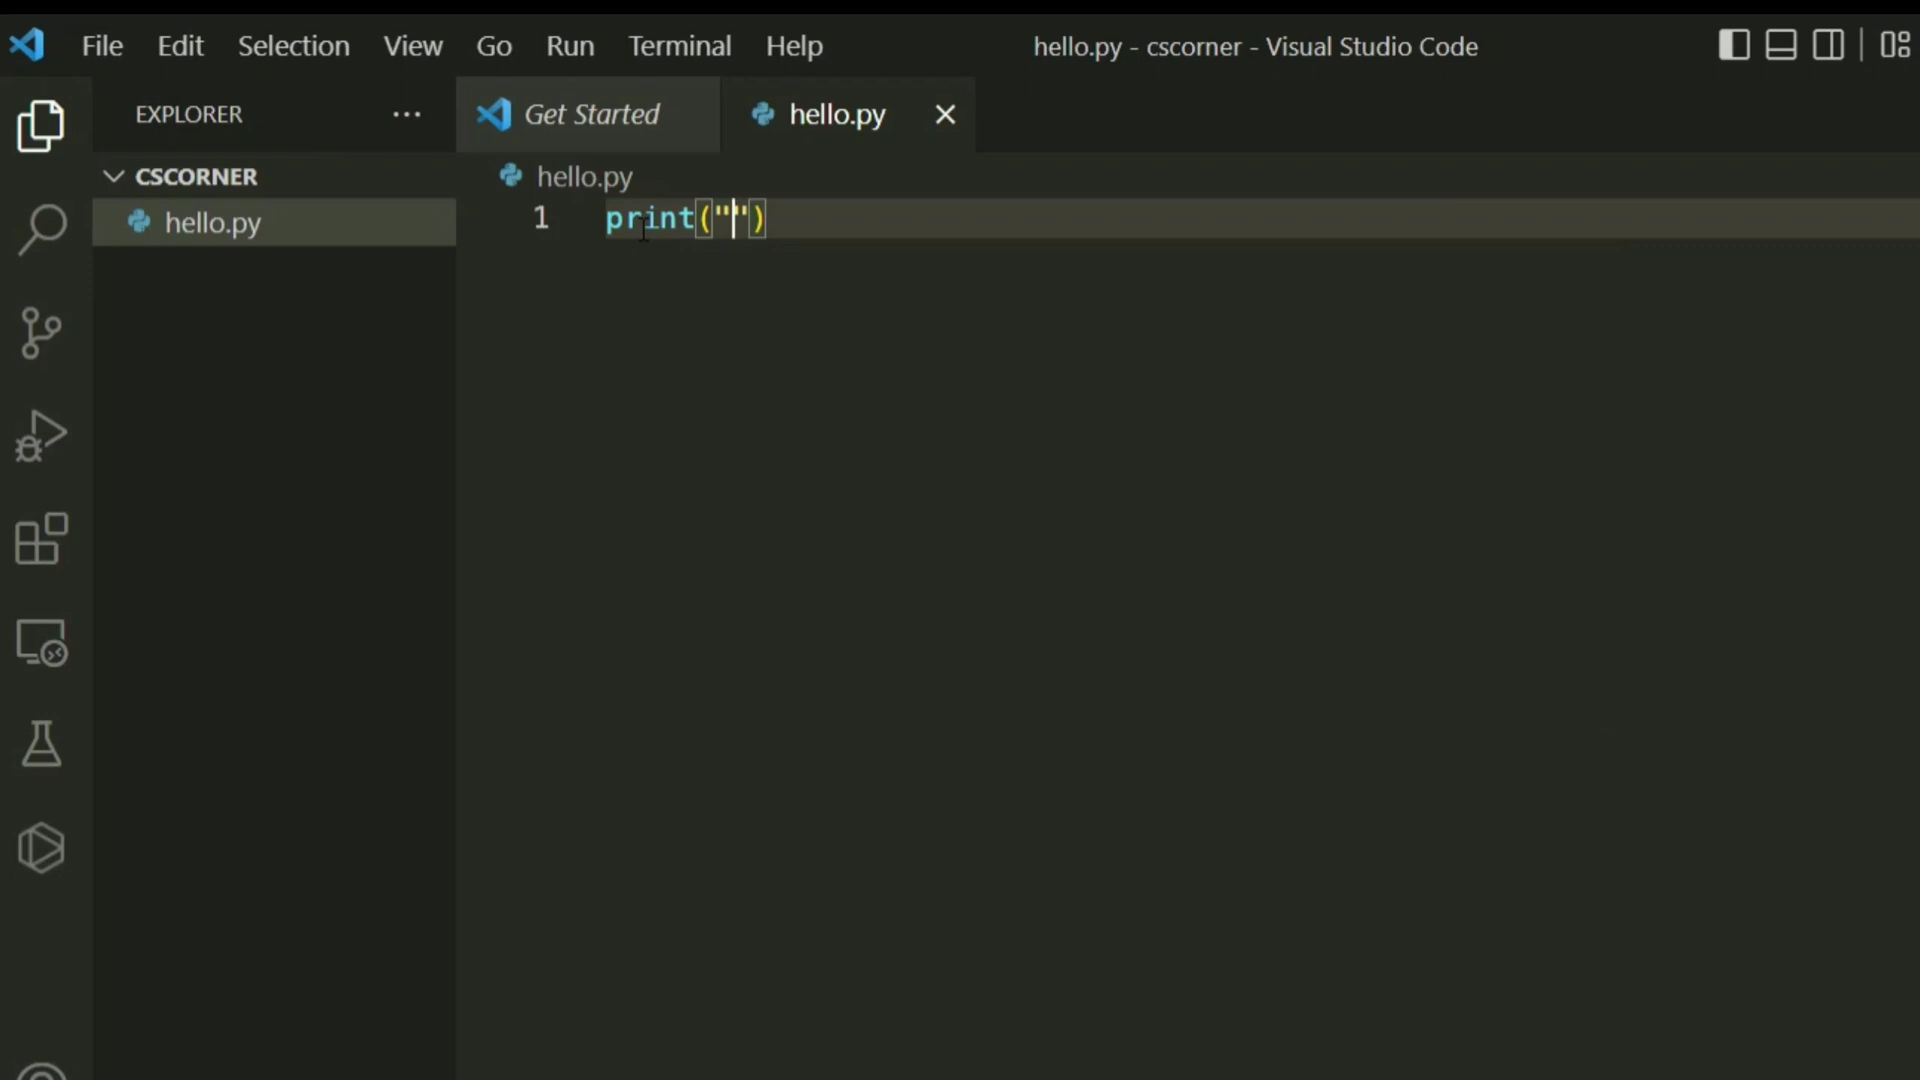 File Edit Selection View Go Run Terminal Help hello.py - cscorner - Visual Studio Code
EXPLORER ··· Get Started hello.py
CSCORNER hello.py
hello.py 1 print("")